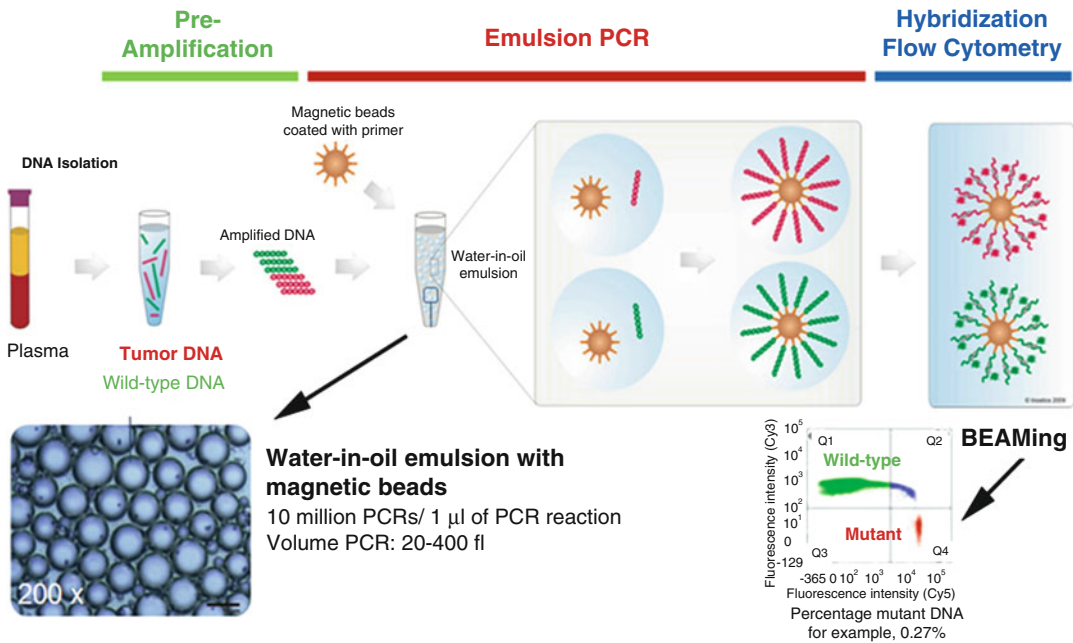 Pre-
Amplification
Emulsion PCR
Hybridization
Flow Cytometry
Magnetic beads
coated with primer
DNA Isolation
Amplified DNA
Water-in-oil
emulsion
Plasma
Tumor DNA
Wild-type DNA
© Inostics 2009
200 x
Water-in-oil emulsion with
magnetic beads
10 million PCRs/ 1 µl of PCR reaction
Volume PCR: 20-400 fl
BEAMing
Fluorescence intensity (Cy3)
10⁵
10⁴
10³
10²
10¹
0
-129
Q1
Q2
Wild-type
Mutant
Q3
Q4
-365 0 10² 10³ 10⁴ 10⁵
Fluorescence intensity (Cy5)
Percentage mutant DNA
for example, 0.27%